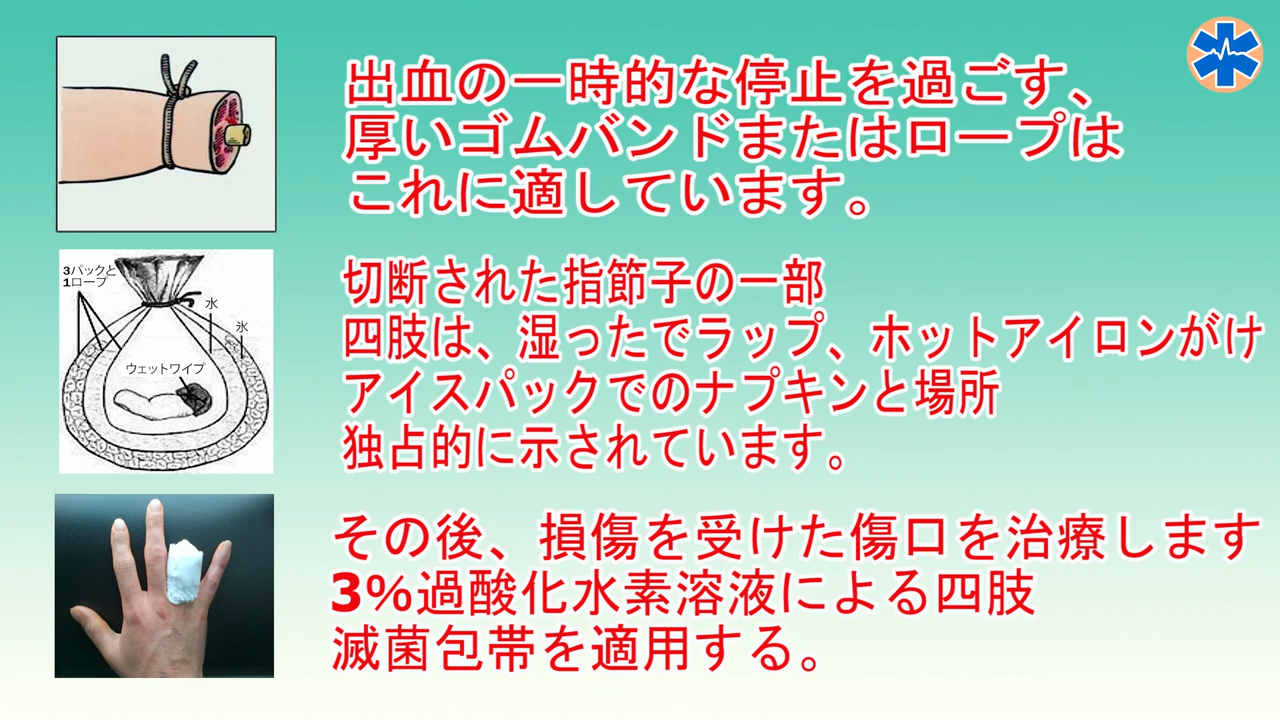 出血の一時的な停止を過ごす、
厚いゴムバンドまたはロープは
これに適しています。
3パックと
1ロープ
水
氷
ウェットワイプ
切断された指節子の一部
四肢は、湿ったでラップ、ホットアイロンがけ
アイスパックでのナプキンと場所
独占的に示されています。
その後、損傷を受けた傷口を治療します
3%過酸化水素溶液による四肢
滅菌包帯を適用する。